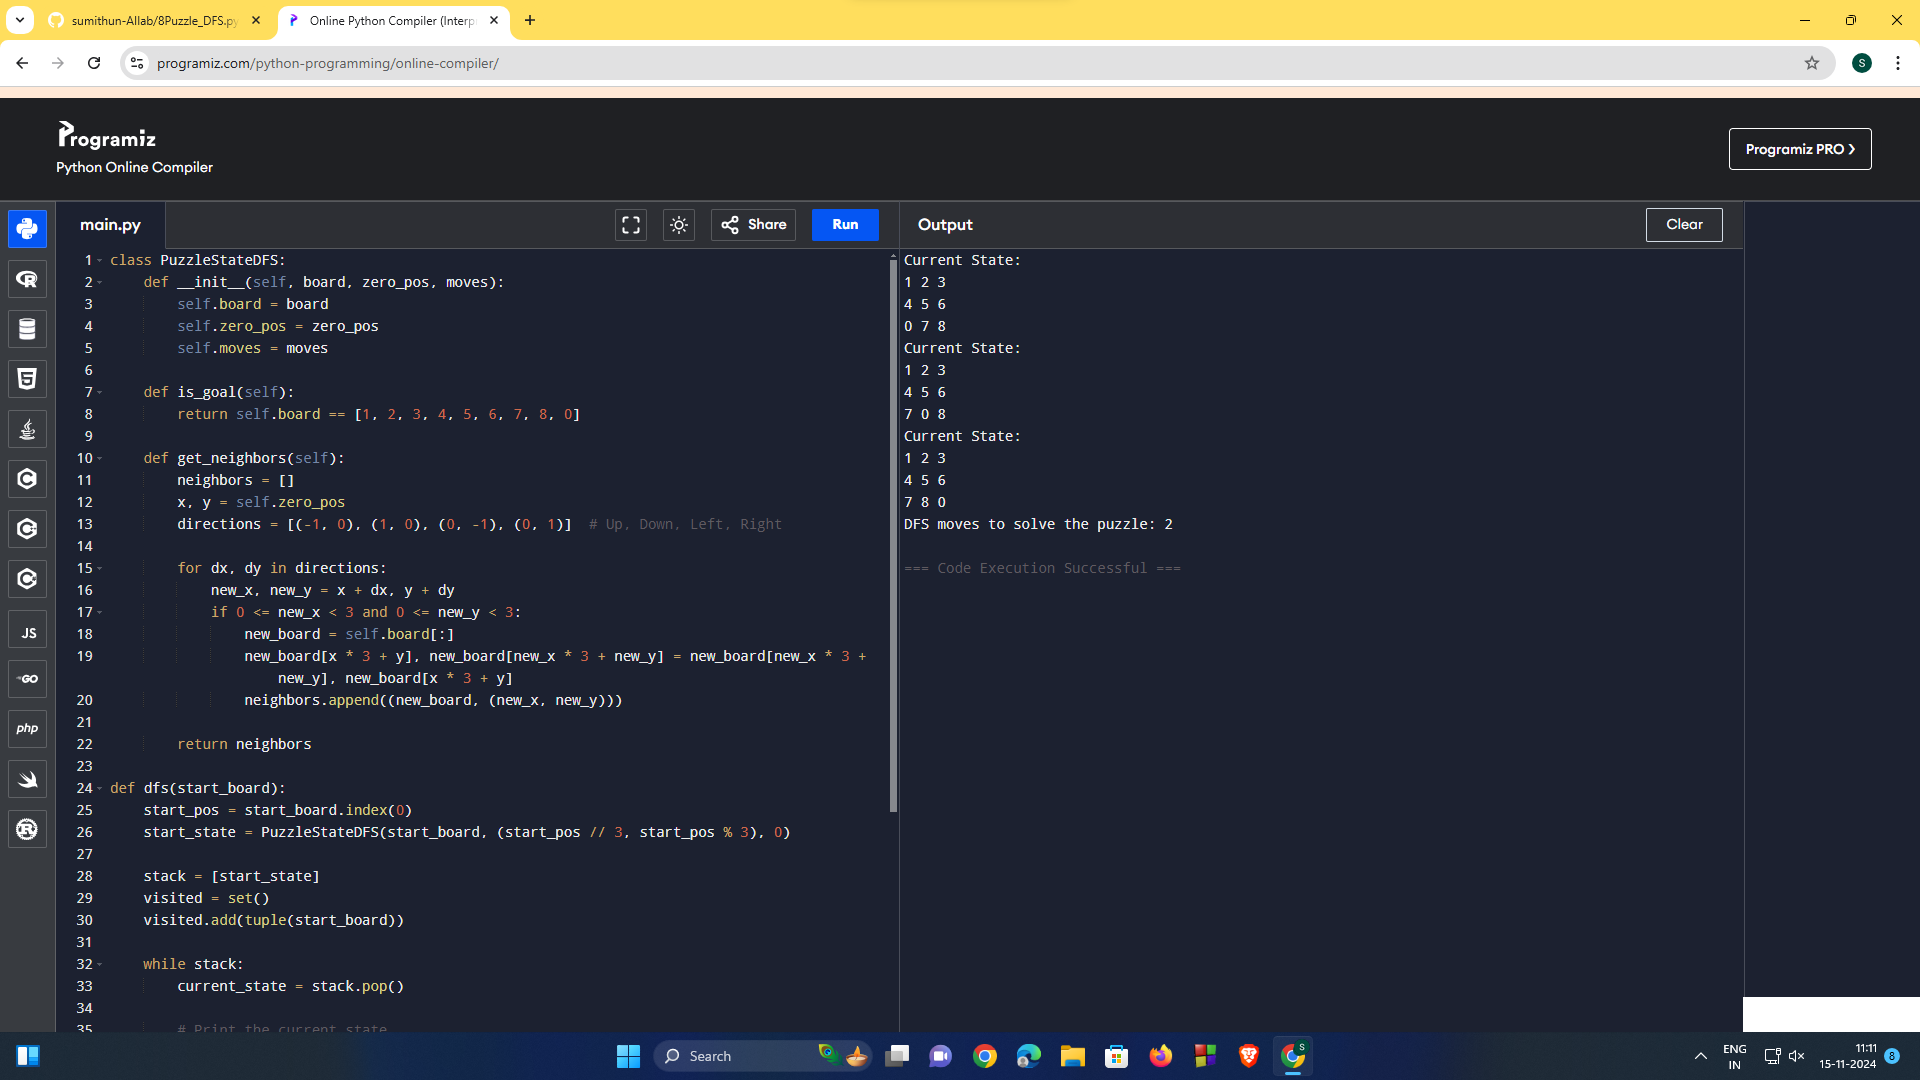 sumithun-Allab/8Puzzle_DFS.py
Online Python Compiler (Interp
programiz.com/python-programming/online-compiler/
S
Programiz
Python Online Compiler
Programiz PRO ❯
main.py
Share
Run
Output
Clear
1 class PuzzleStateDFS:
2     def __init__(self, board, zero_pos, moves):
3         self.board = board
4         self.zero_pos = zero_pos
5         self.moves = moves
6
7     def is_goal(self):
8         return self.board == [1, 2, 3, 4, 5, 6, 7, 8, 0]
9
10     def get_neighbors(self):
11         neighbors = []
12         x, y = self.zero_pos
13         directions = [(-1, 0), (1, 0), (0, -1), (0, 1)]  # Up, Down, Left, Right
14
15         for dx, dy in directions:
16             new_x, new_y = x + dx, y + dy
17             if 0 <= new_x < 3 and 0 <= new_y < 3:
18                 new_board = self.board[:]
19                 new_board[x * 3 + y], new_board[new_x * 3 + new_y] = new_board[new_x * 3 +
new_y], new_board[x * 3 + y]
20                 neighbors.append((new_board, (new_x, new_y)))
21
22         return neighbors
23
24 def dfs(start_board):
25     start_pos = start_board.index(0)
26     start_state = PuzzleStateDFS(start_board, (start_pos // 3, start_pos % 3), 0)
27
28     stack = [start_state]
29     visited = set()
30     visited.add(tuple(start_board))
31
32     while stack:
33         current_state = stack.pop()
34
35         # Print the current state
Current State:
1 2 3
4 5 6
0 7 8
Current State:
1 2 3
4 5 6
7 0 8
Current State:
1 2 3
4 5 6
7 8 0
DFS moves to solve the puzzle: 2
=== Code Execution Successful ===
JS
GO
php
Search
S
ENG
IN
11:11
15-11-2024
8